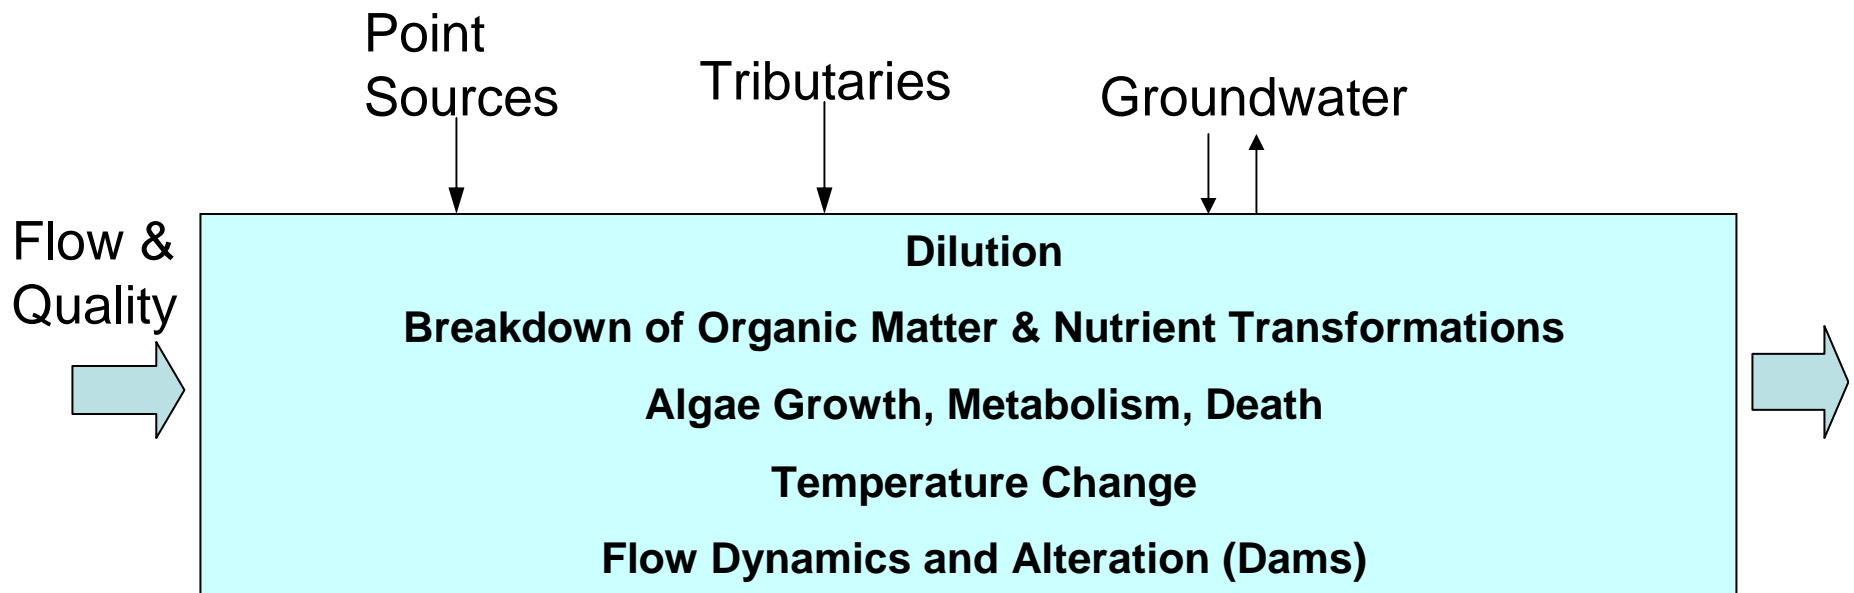 Point
Sources
Tributaries
Groundwater
Flow &
Quality
Dilution
Breakdown of Organic Matter & Nutrient Transformations
Algae Growth, Metabolism, Death
Temperature Change
Flow Dynamics and Alteration (Dams)